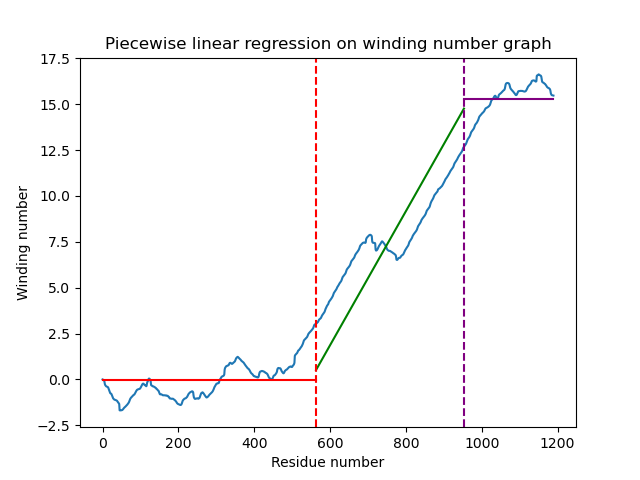 Piecewise linear regression on winding number graph
17.5
15.0
12.5
10.0
7.5
5.0
2.5
0.0
−2.5
Winding number
0 200 400 600 800 1000 1200
Residue number